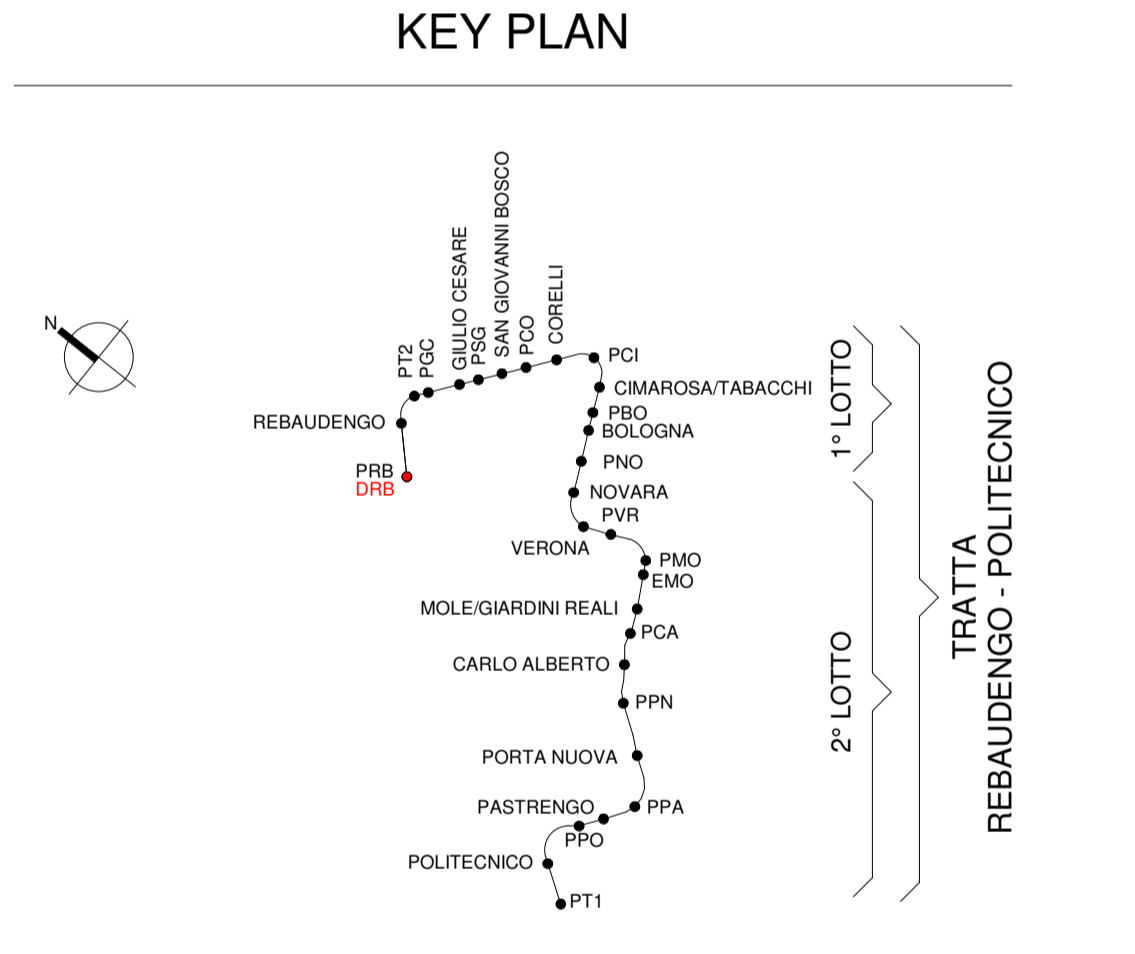 KEY PLAN
N
PT2
PGC
GIULIO CESARE
PSG
SAN GIOVANNI BOSCO
PCO
CORELLI
PCI
CIMAROSA/TABACCHI
REBAUDENGO
PBO
BOLOGNA
PRB
DRB
PNO
NOVARA
PVR
VERONA
PMO
EMO
MOLE/GIARDINI REALI
PCA
CARLO ALBERTO
PPN
PORTA NUOVA
PASTRENGO
PPA
PPO
POLITECNICO
PT1
1° LOTTO
2° LOTTO
TRATTA
REBAUDENGO - POLITECNICO